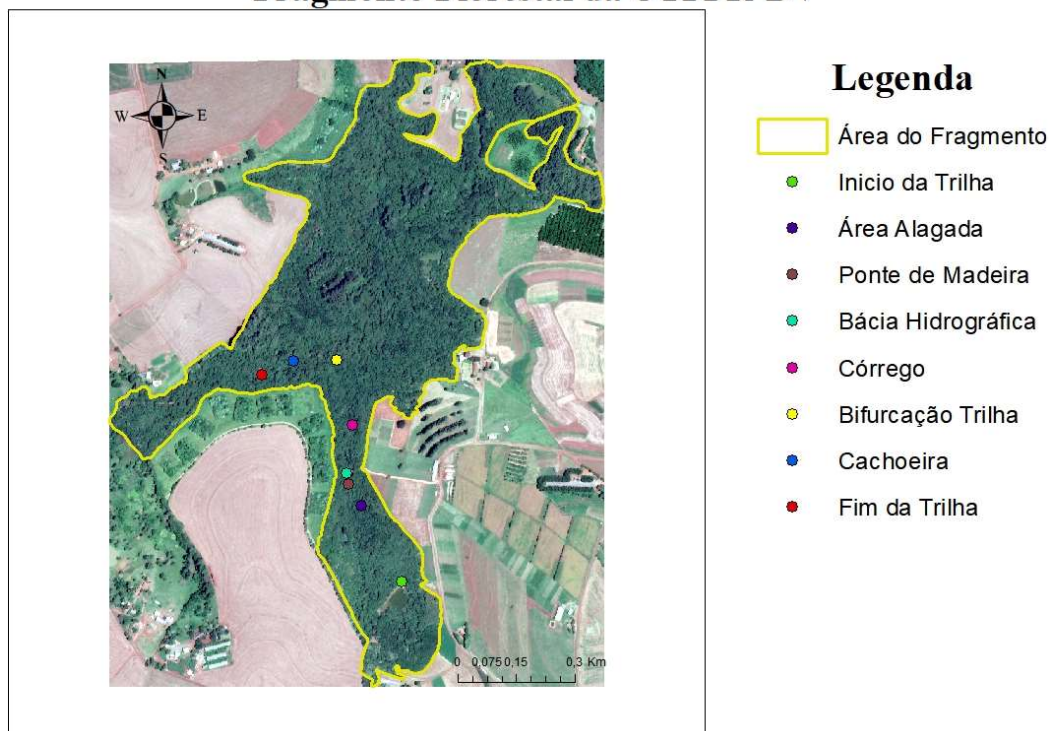 Legenda
N
W E
S
Área do Fragmento
Inicio da Trilha
Área Alagada
Ponte de Madeira
Bácia Hidrográfica
Córrego
Bifurcação Trilha
Cachoeira
Fim da Trilha
0 0,075 0,15 0,3 Km